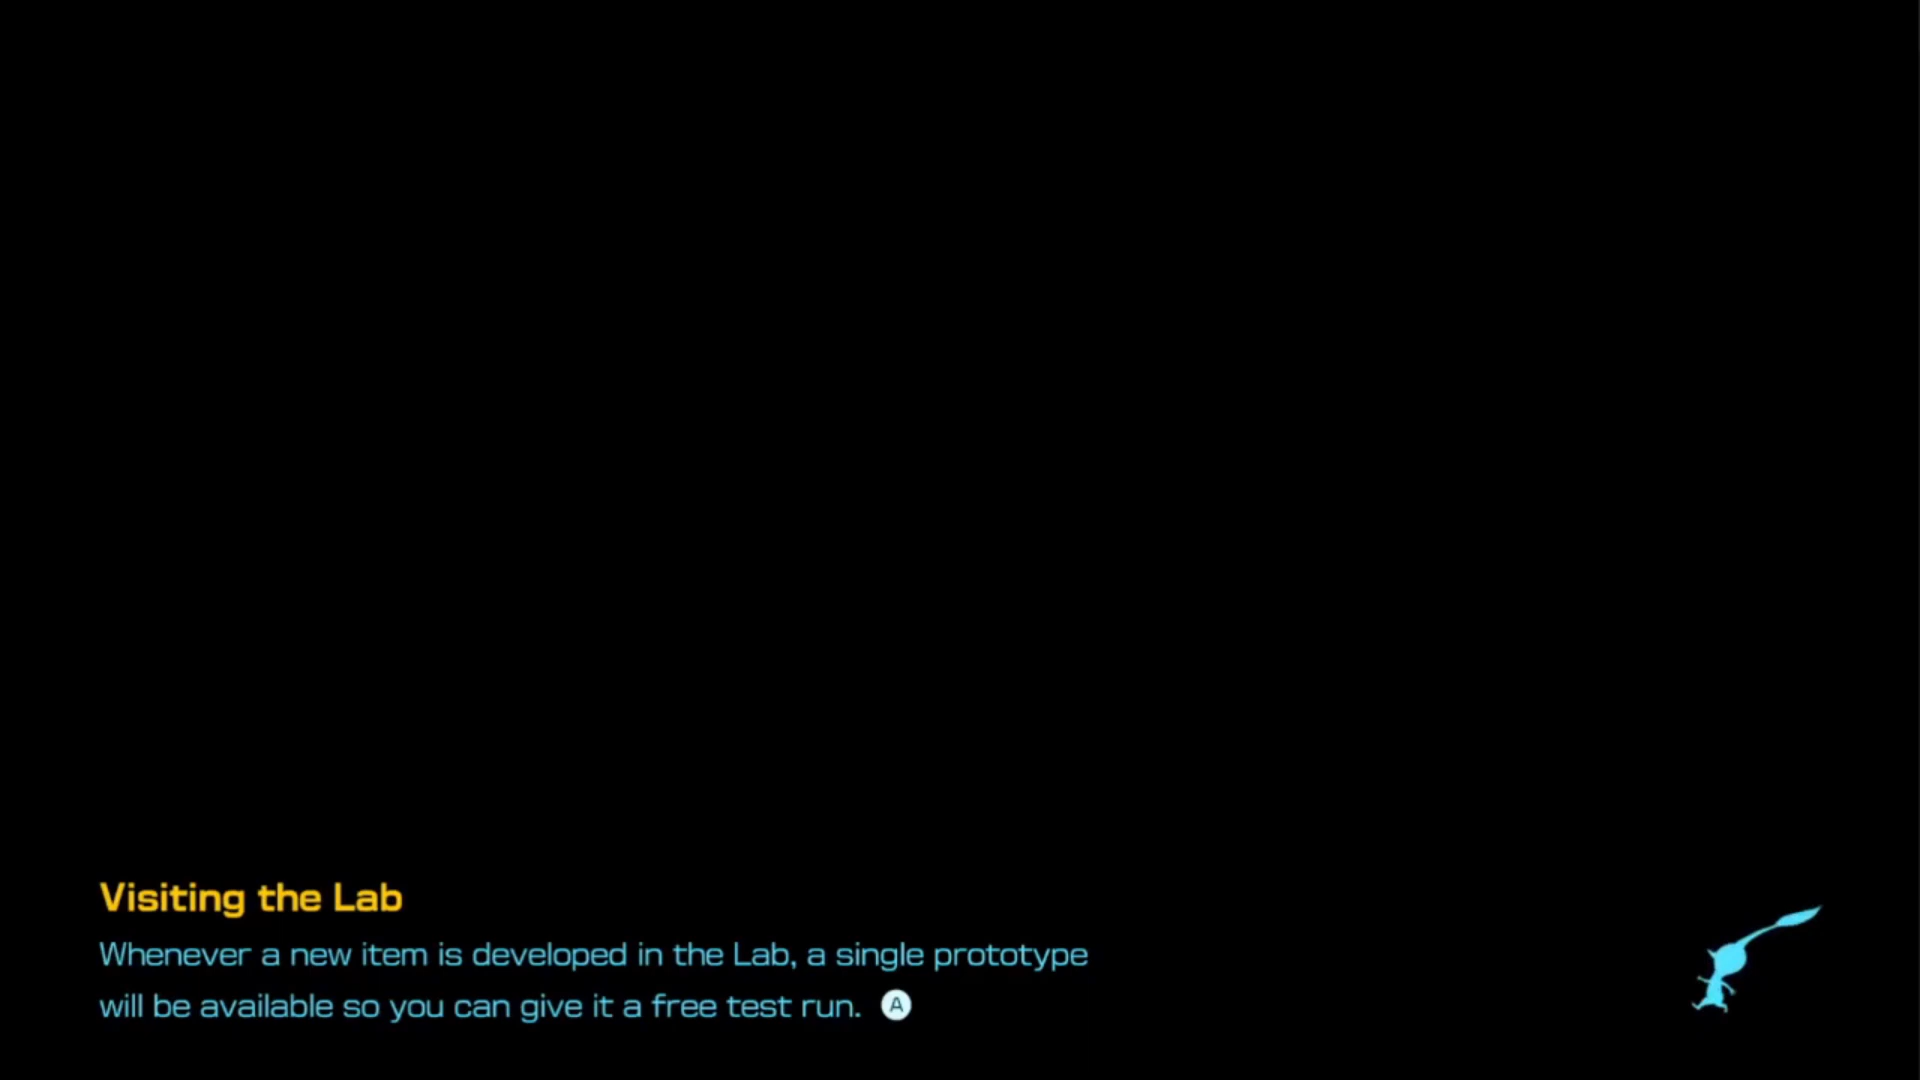 Visiting the Lab
Whenever a new item is developed in the Lab, a single prototype
will be available so you can give it a free test run. A